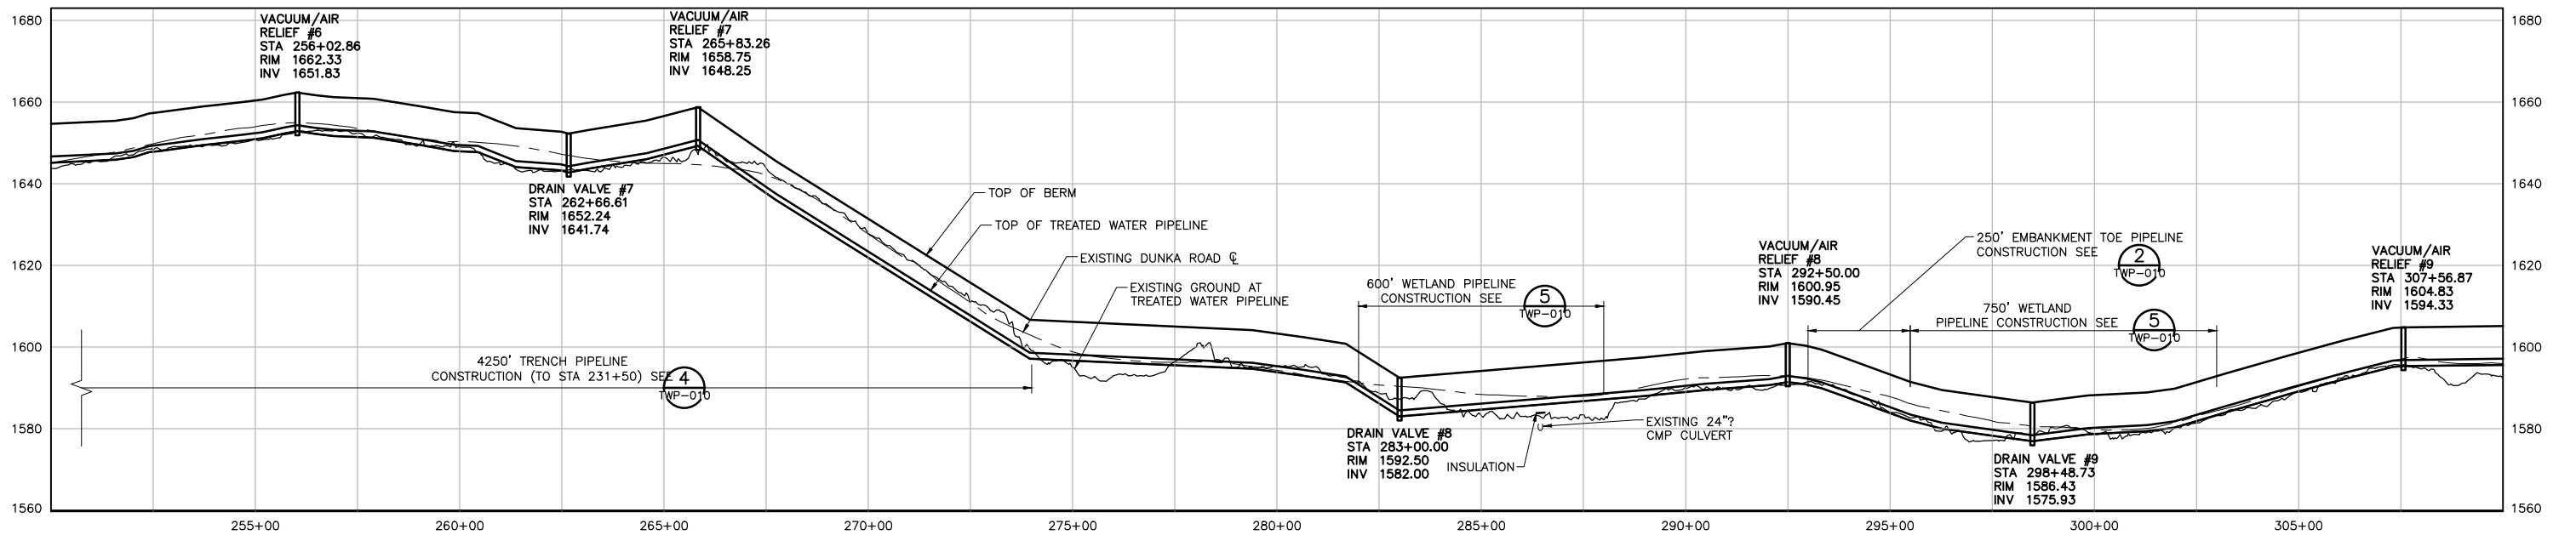 1680
1660
1640
1620
1600
1580
1560
VACUUM/AIR
RELIEF #6
STA 256+02.86
RIM 1662.33
INV 1651.83
VACUUM/AIR
RELIEF #7
STA 265+83.26
RIM 1658.75
INV 1648.25
DRAIN VALVE #7
STA 262+66.61
RIM 1652.24
INV 1641.74
TOP OF BERM
TOP OF TREATED WATER PIPELINE
EXISTING DUNKA ROAD ℄
EXISTING GROUND AT
TREATED WATER PIPELINE
4250' TRENCH PIPELINE
CONSTRUCTION (TO STA 231+50) SEE
4
TWP-010
600' WETLAND PIPELINE
CONSTRUCTION SEE
5
TWP-010
DRAIN VALVE #8
STA 283+00.00
RIM 1592.50
INV 1582.00
INSULATION
EXISTING 24"?
CMP CULVERT
VACUUM/AIR
RELIEF #8
STA 292+50.00
RIM 1600.95
INV 1590.45
250' EMBANKMENT TOE PIPELINE
CONSTRUCTION SEE
2
TWP-010
750' WETLAND
PIPELINE CONSTRUCTION SEE
5
TWP-010
DRAIN VALVE #9
STA 298+48.73
RIM 1586.43
INV 1575.93
VACUUM/AIR
RELIEF #9
STA 307+56.87
RIM 1604.83
INV 1594.33
1680
1660
1640
1620
1600
1580
1560
255+00
260+00
265+00
270+00
275+00
280+00
285+00
290+00
295+00
300+00
305+00